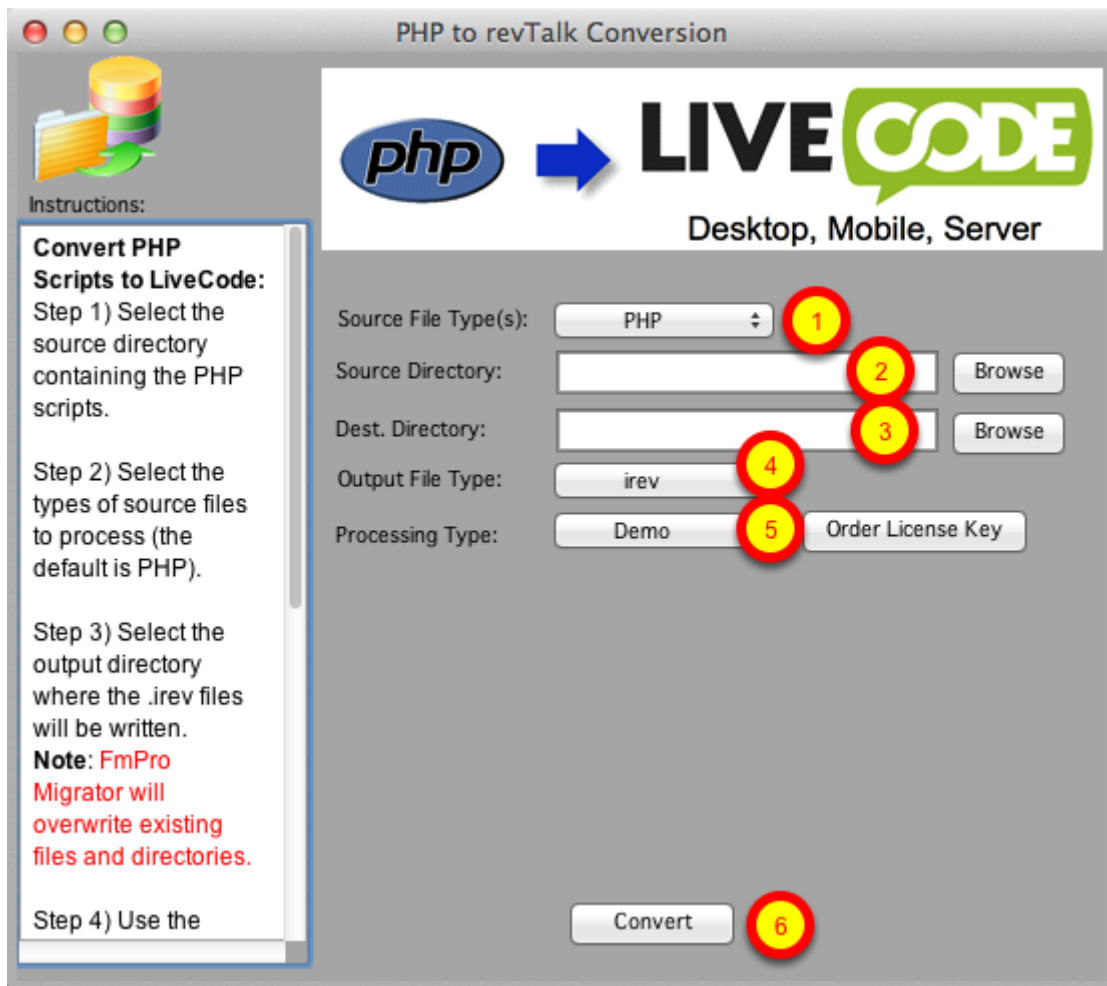 PHP to revTalk Conversion
php
LIVE CODE
Desktop, Mobile, Server
Instructions:
Convert PHP
Scripts to LiveCode:
Step 1) Select the
source directory
containing the PHP
scripts.
Step 2) Select the
types of source files
to process (the
default is PHP).
Step 3) Select the
output directory
where the .irev files
will be written.
Note: FmPro
Migrator will
overwrite existing
files and directories.
Step 4) Use the
Source File Type(s): PHP 1
Source Directory: 2 Browse
Dest. Directory: 3 Browse
Output File Type: irev 4
Processing Type: Demo 5 Order License Key
Convert 6